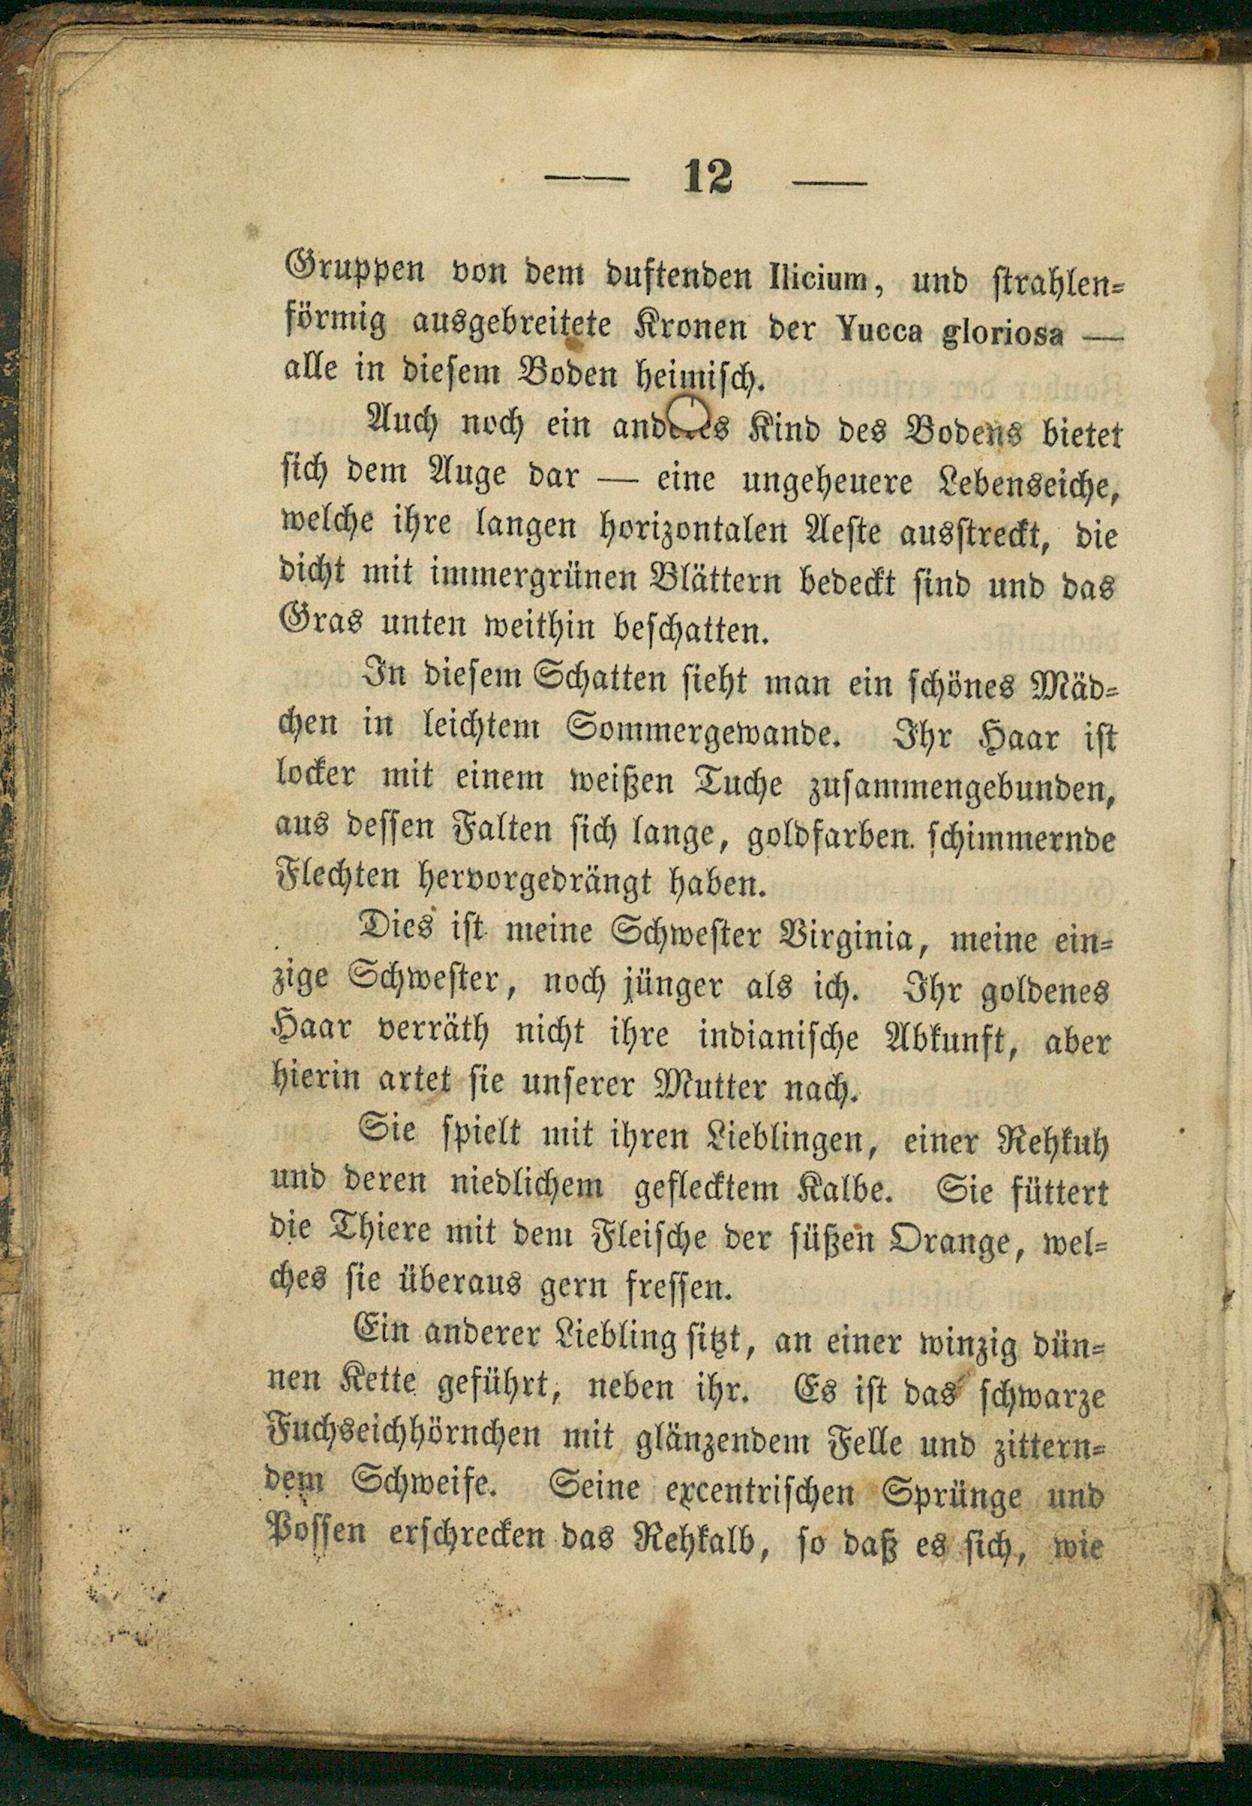 — 12 —
Gruppen von dem duftenden Ilicium, und strahlen-
förmig ausgebreitete Kronen der Yucca gloriosa —
alle in diesem Boden heimisch.
Auch noch ein anderes Kind des Bodens bietet
sich dem Auge dar — eine ungeheuere Lebenseiche,
welche ihre langen horizontalen Aeste ausstreckt, die
dicht mit immergrünen Blättern bedeckt sind und das
Gras unten weithin beschatten.
In diesem Schatten sieht man ein schönes Mäd-
chen in leichtem Sommergewande. Ihr Haar ist
locker mit einem weißen Tuche zusammengebunden,
aus dessen Falten sich lange, goldfarben schimmernde
Flechten hervorgedrängt haben.
Dies ist meine Schwester Virginia, meine ein-
zige Schwester, noch jünger als ich. Ihr goldenes
Haar verräth nicht ihre indianische Abkunft, aber
hierin artet sie unserer Mutter nach.
Sie spielt mit ihren Lieblingen, einer Rehkuh
und deren niedlichem geflecktem Kalbe. Sie füttert
die Thiere mit dem Fleische der süßen Orange, wel-
ches sie überaus gern fressen.
Ein anderer Liebling sitzt, an einer winzig dün-
nen Kette geführt, neben ihr. Es ist das schwarze
Fuchseichhörnchen mit glänzendem Felle und zittern-
dem Schweife. Seine excentrischen Sprünge und
Possen erschrecken das Rehkalb, so daß es sich, wie